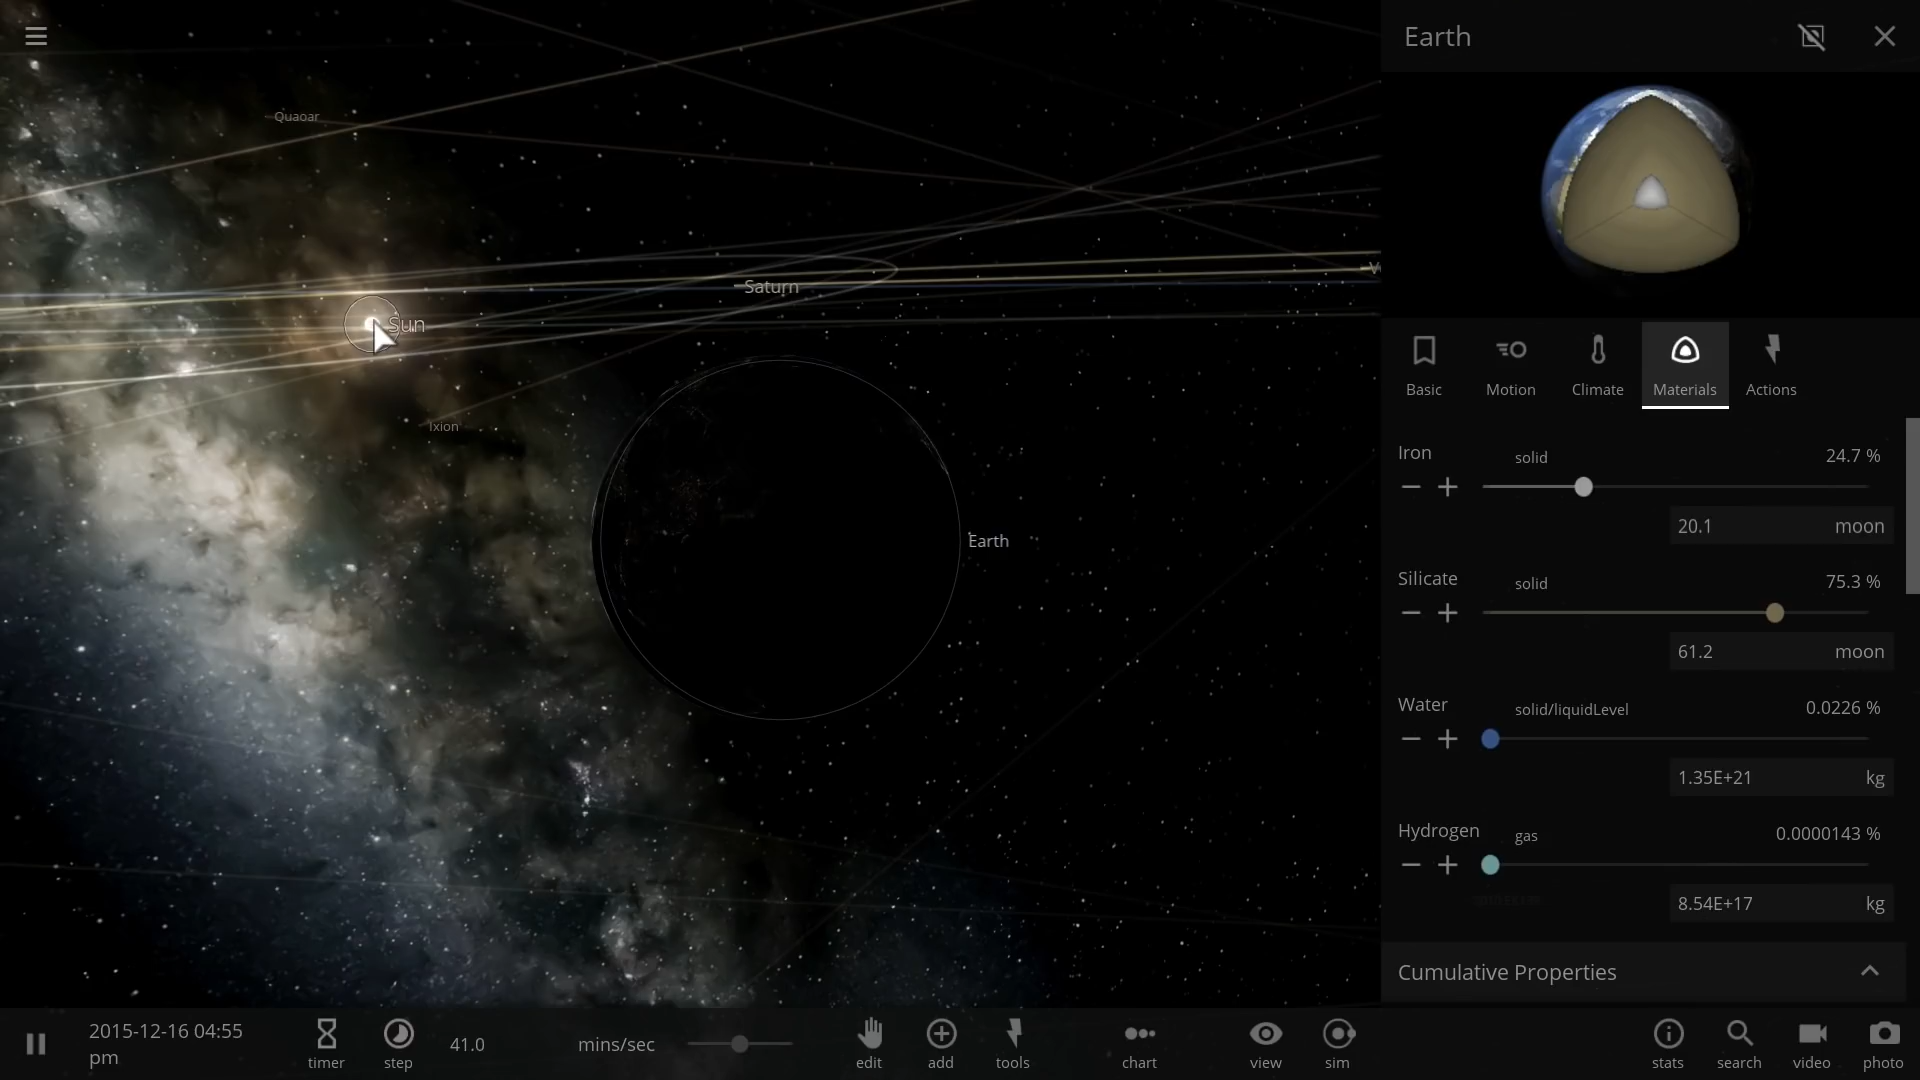 Earth
Quaoar
Saturn
Sun
Ixion
Earth
Basic
Motion
Climate
Materials
Actions
Iron solid 24.7 %
20.1 moon
Silicate solid 75.3 %
61.2 moon
Water solid/liquidLevel 0.0226 %
1.35E+21 kg
Hydrogen gas 0.0000143 %
8.54E+17 kg
Cumulative Properties
2015-12-16 04:55
pm
timer
step
41.0
mins/sec
edit
add
tools
chart
view
sim
stats
search
video
photo